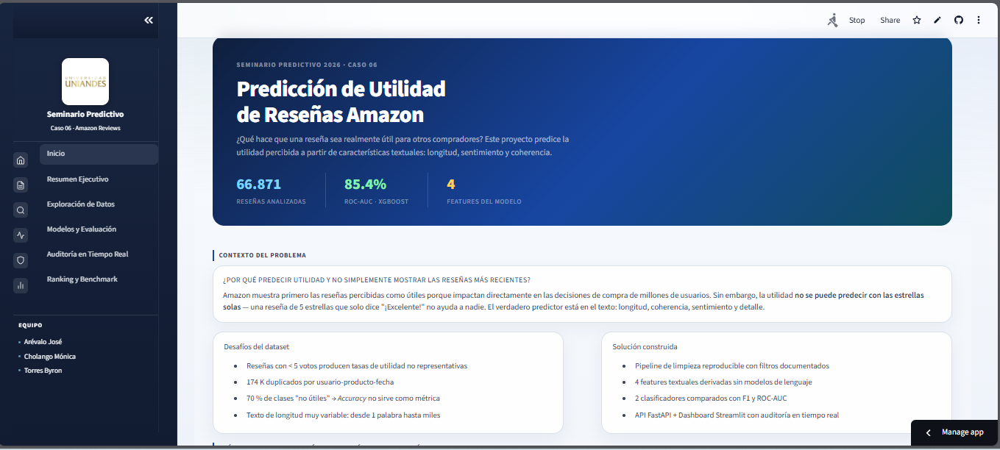 Stop
Share
UNIVERSIDAD
UNIANDES
Seminario Predictivo
Caso 06 · Amazon Reviews
Inicio
Resumen Ejecutivo
Exploración de Datos
Modelos y Evaluación
Auditoría en Tiempo Real
Ranking y Benchmark
EQUIPO
• Arévalo José
• Cholango Mónica
• Torres Byron
SEMINARIO PREDICTIVO 2026 · CASO 06
Predicción de Utilidad
de Reseñas Amazon
¿Qué hace que una reseña sea realmente útil para otros compradores? Este proyecto predice la
utilidad percibida a partir de características textuales: longitud, sentimiento y coherencia.
66.871
RESEÑAS ANALIZADAS
85.4%
ROC-AUC · XGBOOST
4
FEATURES DEL MODELO
CONTEXTO DEL PROBLEMA
¿POR QUÉ PREDECIR UTILIDAD Y NO SIMPLEMENTE MOSTRAR LAS RESEÑAS MÁS RECIENTES?
Amazon muestra primero las reseñas percibidas como útiles porque impactan directamente en las decisiones de compra de millones de usuarios. Sin embargo, la utilidad no se puede predecir con las estrellas
solas — una reseña de 5 estrellas que solo dice "¡Excelente!" no ayuda a nadie. El verdadero predictor está en el texto: longitud, coherencia, sentimiento y detalle.
Desafíos del dataset
• Reseñas con < 5 votos producen tasas de utilidad no representativas
• 174 K duplicados por usuario-producto-fecha
• 70 % de clases "no útiles" → Accuracy no sirve como métrica
• Texto de longitud muy variable: desde 1 palabra hasta miles
Solución construida
• Pipeline de limpieza reproducible con filtros documentados
• 4 features textuales derivadas sin modelos de lenguaje
• 2 clasificadores comparados con F1 y ROC-AUC
• API FastAPI + Dashboard Streamlit con auditoría en tiempo real
Manage app